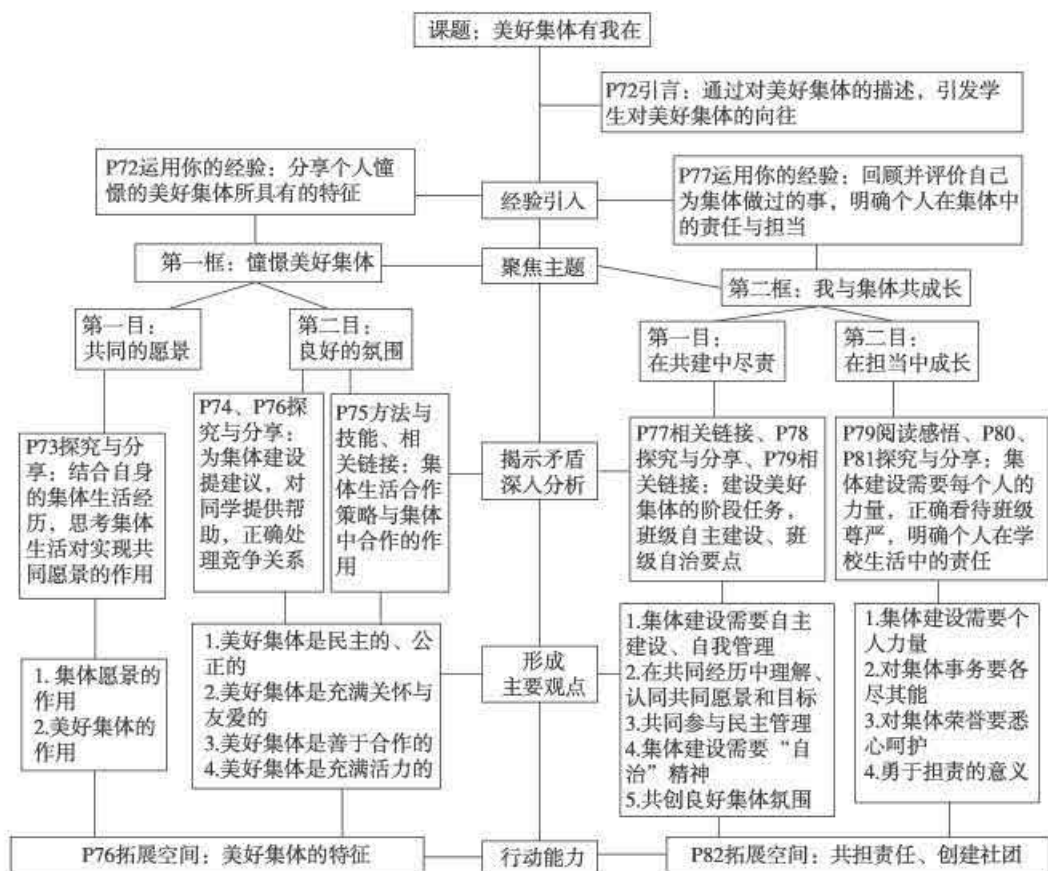 课题：美好集体有我在
P72引言：通过对美好集体的描述，引发学
生对美好集体的向往
P72运用你的经验：分享个人憧
憬的美好集体所具有的特征
经验引入
P77运用你的经验：回顾并评价自己
为集体做过的事，明确个人在集体中
的责任与担当
第一框：憧憬美好集体
聚焦主题
第二框：我与集体共成长
第一目：
共同的愿景
第二目：
良好的氛围
第一目：
在共建中尽责
第二目：
在担当中成长
P73探究与分
享：结合自身
的集体生活经
历，思考集体
生活对实现共
同愿景的作用
P74、P76探
究与分享：
为集体建设
提建议，对
同学提供帮
助，正确处
理竞争关系
P75方法与
技能、相
关链接：集
体生活合作
策略与集体
中合作的作
用
揭示矛盾
深入分析
P77相关链接、P78
探究与分享、P79相
关链接：建设美好
集体的阶段任务，
班级自主建设、班
级自治要点
P79阅读感悟、P80、
P81探究与分享：集
体建设需要每个人的
力量，正确看待班级
尊严，明确个人在学
校生活中的责任
1. 集体愿景的
作用
2.美好集体的
作用
1.美好集体是民主的、公
正的
2.美好集体是充满关怀与
友爱的
3.美好集体是善于合作的
4.美好集体是充满活力的
形成
主要观点
1.集体建设需要自主
建设、自我管理
2.在共同经历中理解、
认同共同愿景和目标
3.共同参与民主管理
4.集体建设需要“自
治”精神
5.共创良好集体氛围
1.集体建设需要个
人力量
2.对集体事务要各
尽其能
3.对集体荣誉要悉
心呵护
4.勇于担责的意义
P76拓展空间：美好集体的特征
行动能力
P82拓展空间：共担责任、创建社团